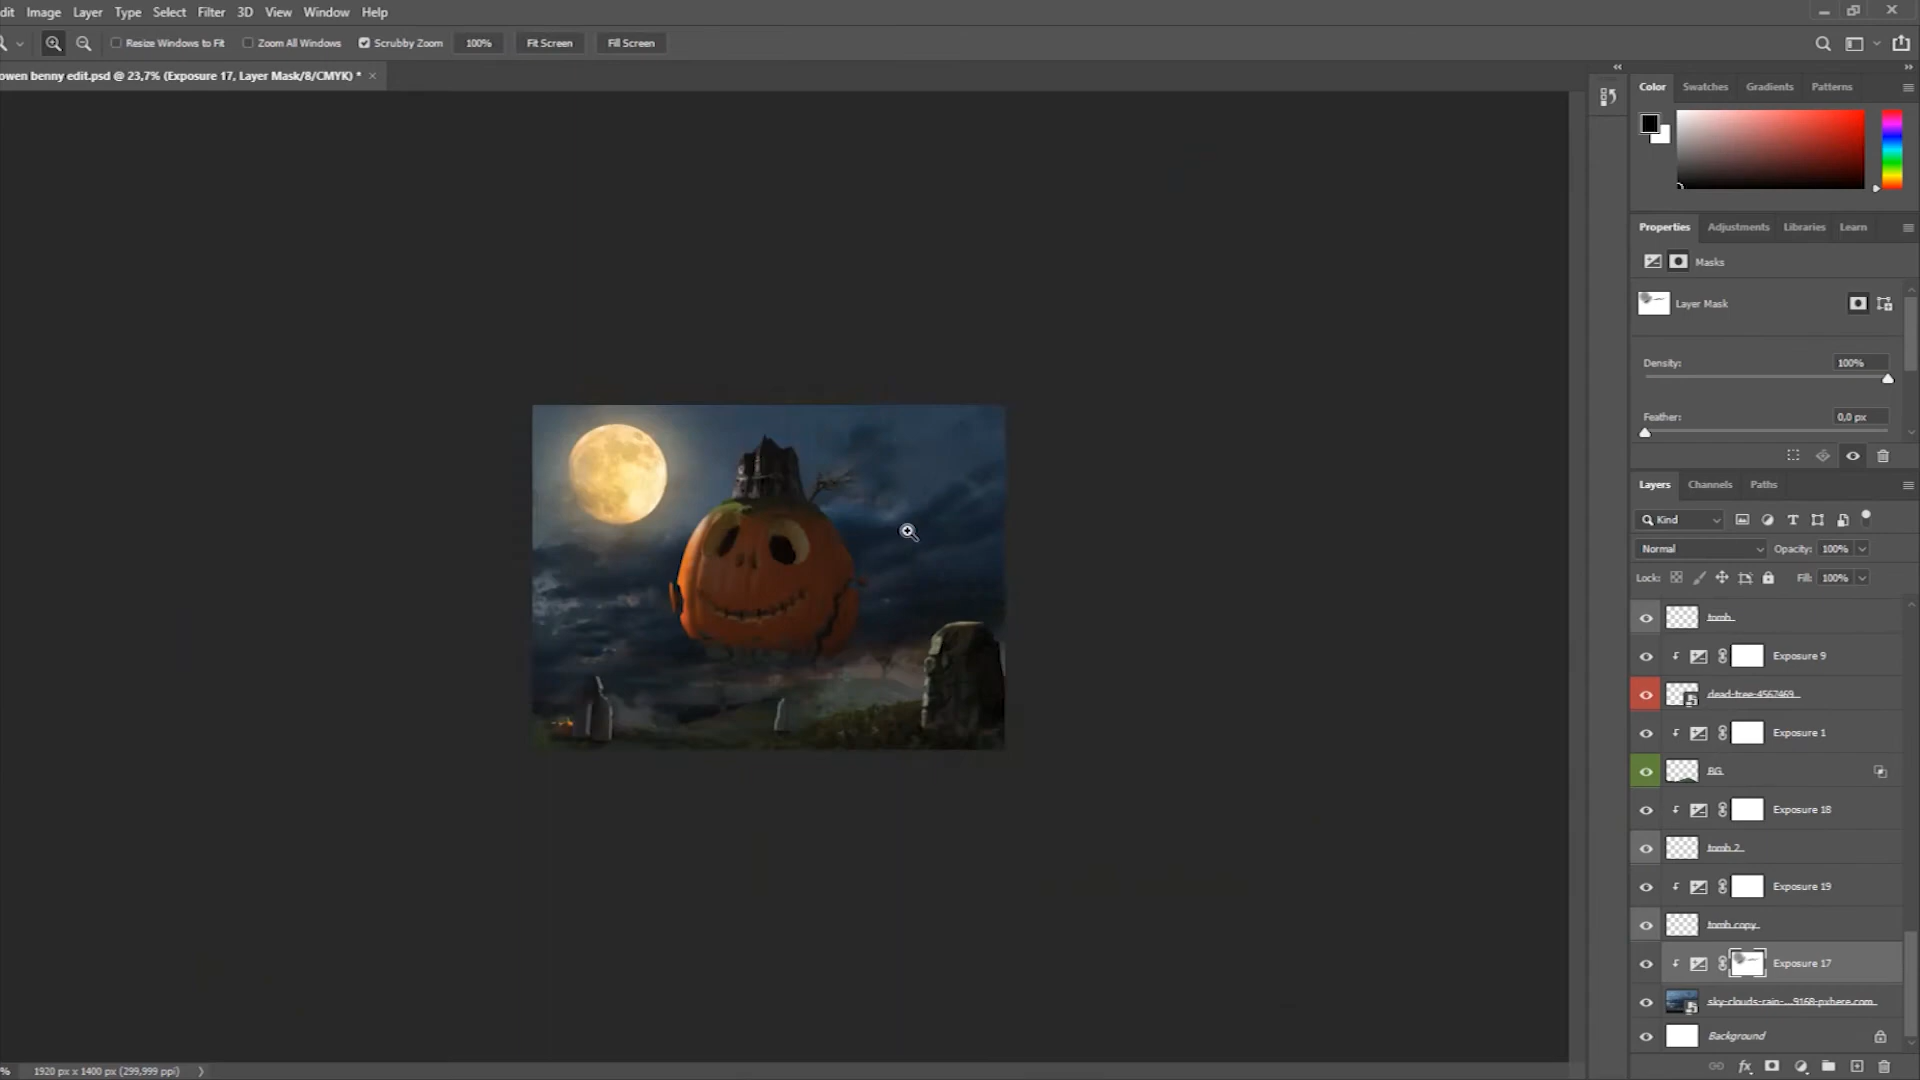 dit Image Layer Type Select Filter 3D View Window Help
Resize Windows to Fit Zoom All Windows Scrubby Zoom 100% Fit Screen Fill Screen
owen benny edit.psd @ 23,7% (Exposure 17, Layer Mask/8/CMYK) *
Color Swatches Gradients Patterns
Properties Adjustments Libraries Learn
Masks
Layer Mask
Density: 100%
Feather: 0,0 px
Layers Channels Paths
Kind
Normal Opacity: 100%
Lock: Fill: 100%
tomb
Exposure 9
dead-tree-4567469...
Exposure 1
BG
Exposure 18
tomb 2
Exposure 19
tomb copy
Exposure 17
sky-clouds-rain-...9168-pxhere.com
Background
% 1920 px x 1400 px (299,999 ppi)